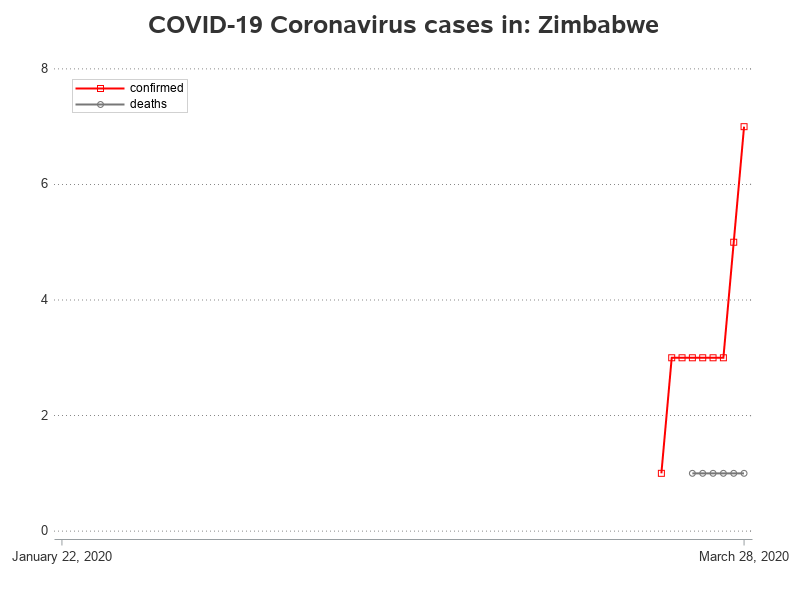 COVID-19 Coronavirus cases in: Zimbabwe
8
confirmed
deaths
6
4
2
0
January 22, 2020
March 28, 2020